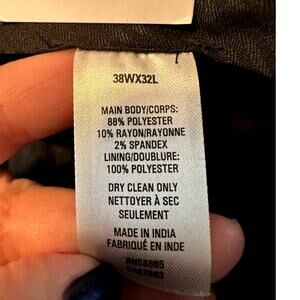 38WX32L
MAIN BODY/CORPS:
88% POLYESTER
10% RAYON/RAYONNE
2% SPANDEX
LINING/DOUBLURE:
100% POLYESTER
DRY CLEAN ONLY
NETTOYER À SEC
SEULEMENT
MADE IN INDIA
FABRIQUÉ EN INDE